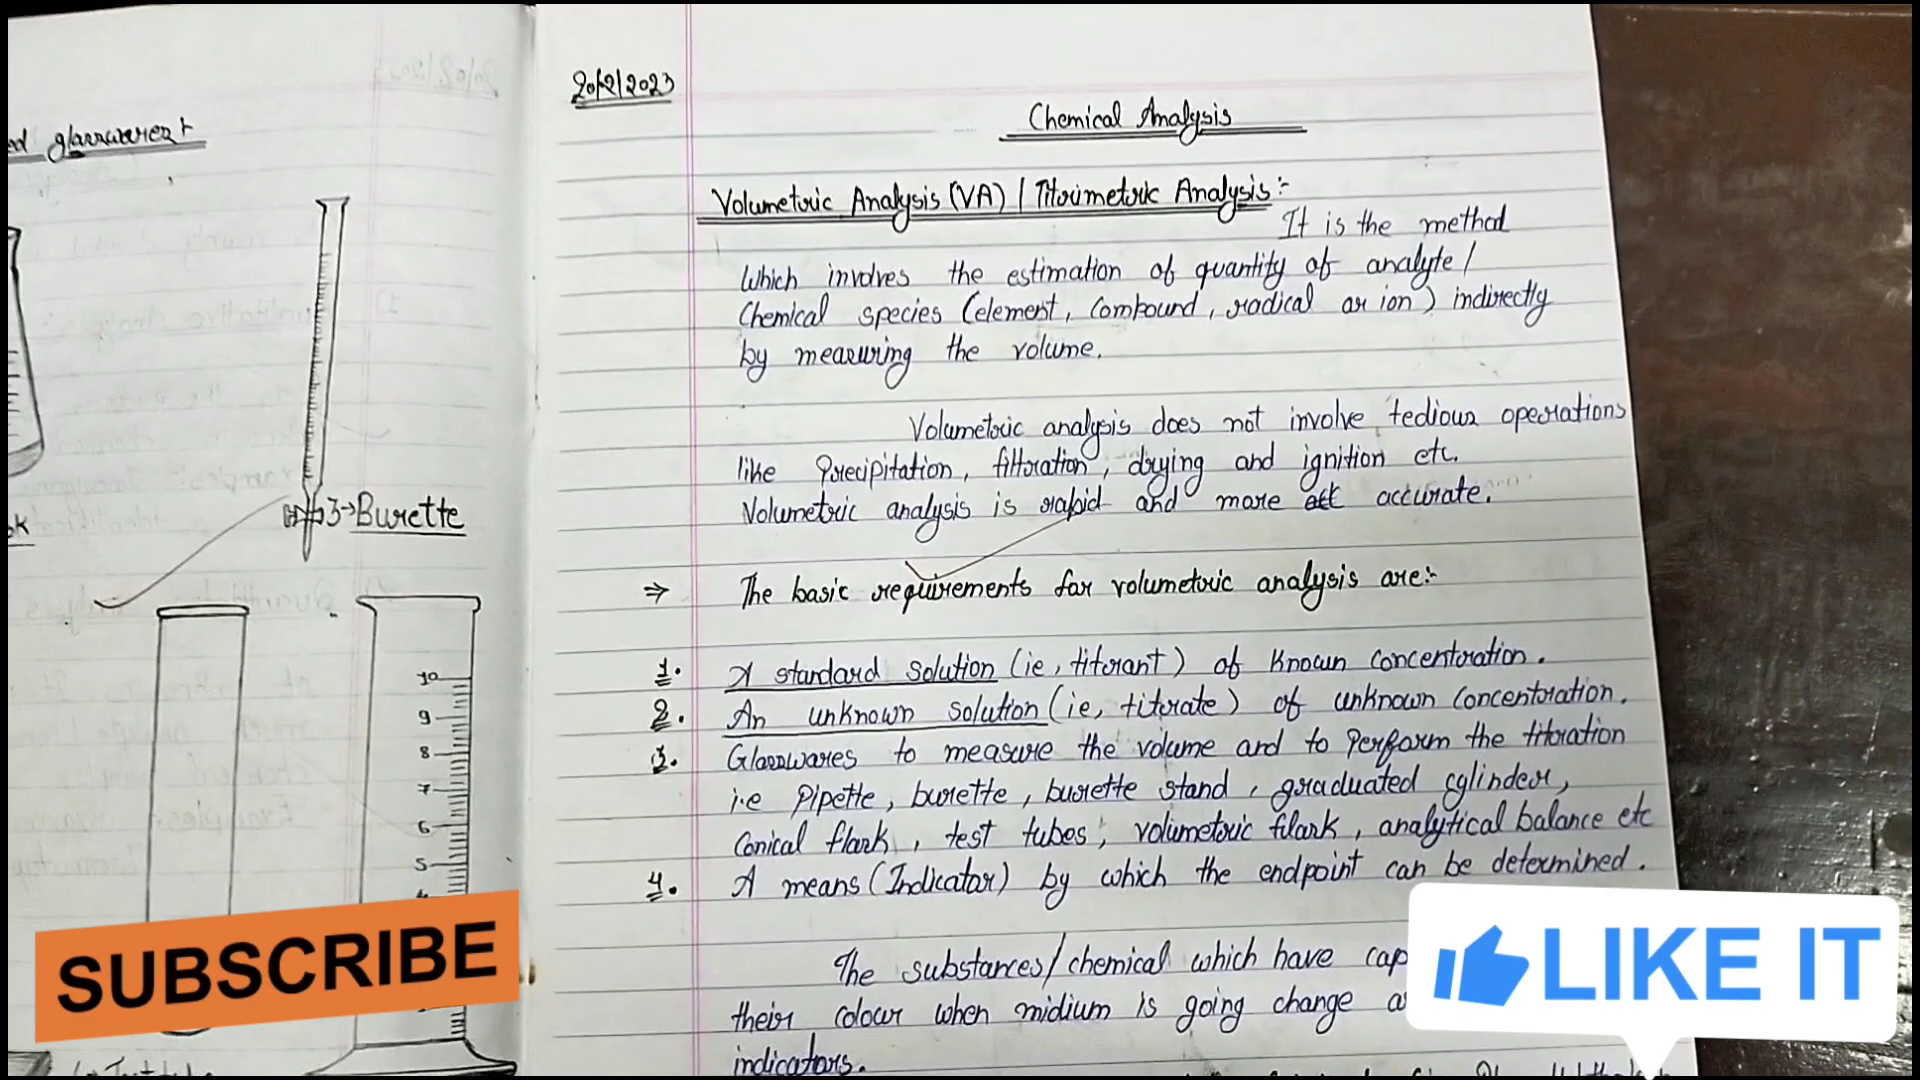 20/2/2023
Chemical Analysis
Volumetric Analysis (VA) / Titrimetric Analysis :-
It is the method
Which involves the estimation of quantity of analyte /
Chemical species (element, Compound, radical or ion) indirectly
by measuring the volume.
Volumetric analysis does not involve tedious operations
like Precipitation, filtration, drying and ignition etc.
Volumetric analysis is rapid and more accurate.
⇒ The basic requirements for volumetric analysis are:-
1. A standard solution (ie, titrant) of Known Concentration.
2. An unknown solution (ie, titrate) of unknown Concentration.
3. Glasswares to measure the volume and to Perform the titration
i.e Pipette, burette, burette stand, graduated cylinder,
Conical flask, test tubes, volumetric flask, analytical balance etc
4. A means (Indicator) by which the endpoint can be determined.
The substances/chemical which have cap
their colour when midium is going change
indicators.
glasswares
3→Burette
10
9
8
7
6
5
SUBSCRIBE
LIKE IT